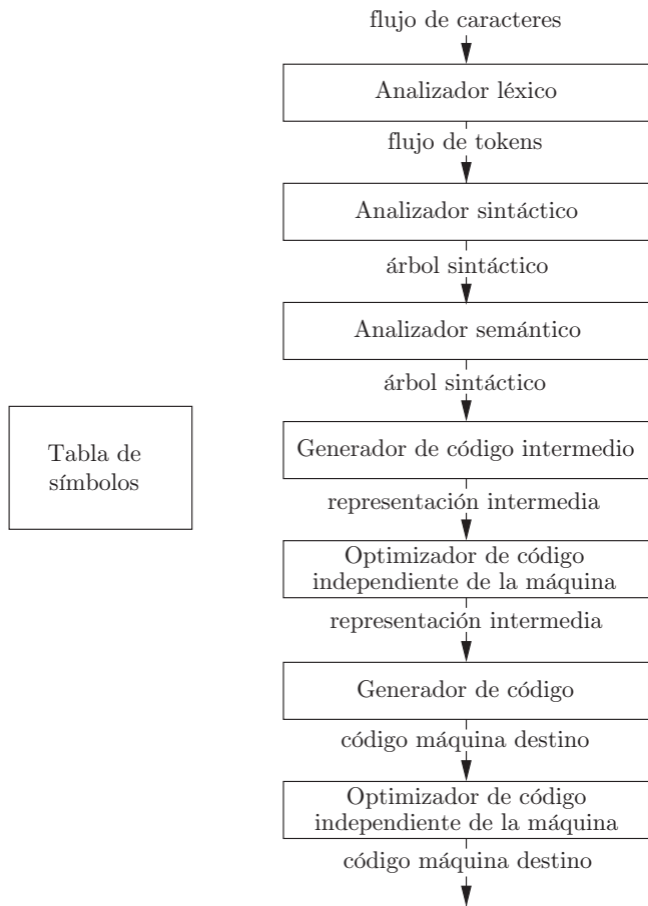 flujo de caracteres
Analizador léxico
flujo de tokens
Analizador sintáctico
árbol sintáctico
Analizador semántico
árbol sintáctico
Tabla de
símbolos
Generador de código intermedio
representación intermedia
Optimizador de código
independiente de la máquina
representación intermedia
Generador de código
código máquina destino
Optimizador de código
independiente de la máquina
código máquina destino